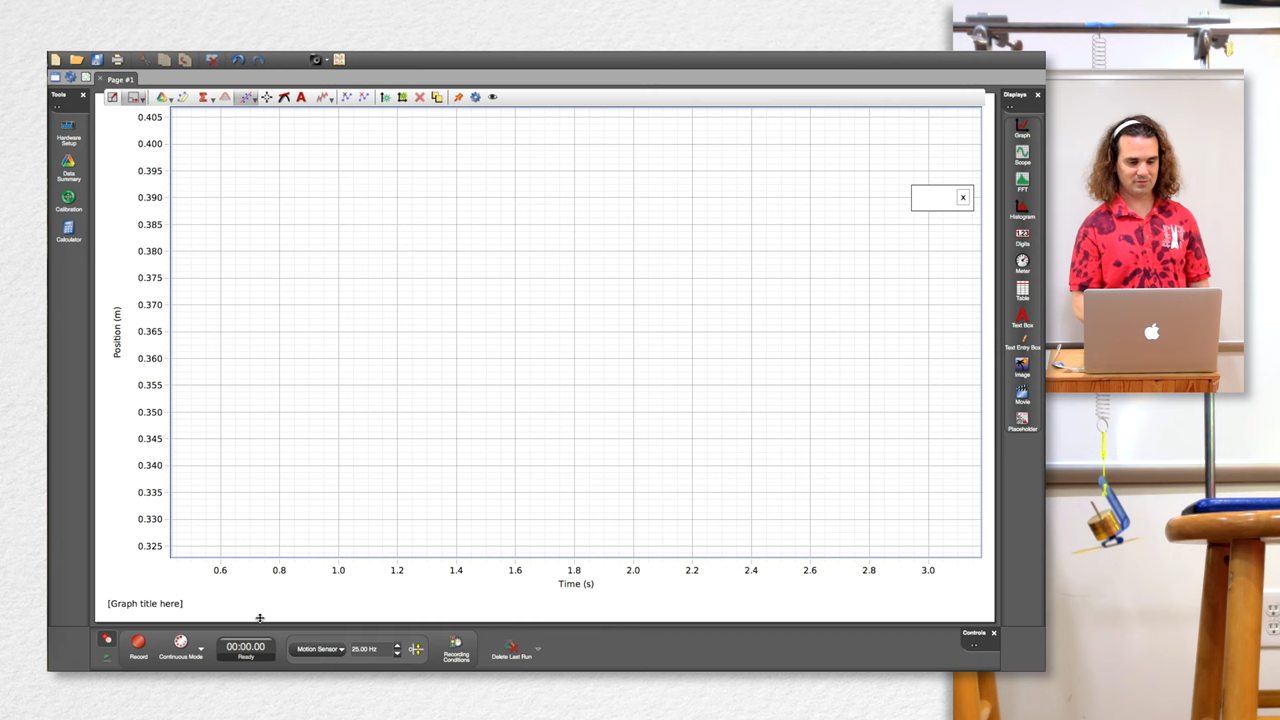 Page #1
Tools
Displays
Hardware
Setup
Data
Summary
Calibration
Calculator
0.405
0.400
0.395
0.390
0.385
0.380
0.375
0.370
0.365
0.360
0.355
0.350
0.345
0.340
0.335
0.330
0.325
Position (m)
x
0.6 0.8 1.0 1.2 1.4 1.6 1.8 2.0 2.2 2.4 2.6 2.8 3.0
Time (s)
[Graph title here]
Graph
Scope
FFT
Histogram
1.23
Digits
Meter
Table
Text Box
Text Entry Box
Image
Movie
Placeholder
Record
Continuous Mode
00:00.00
Ready
Motion Sensor
25.00 Hz
Recording
Conditions
Delete Last Run
Controls